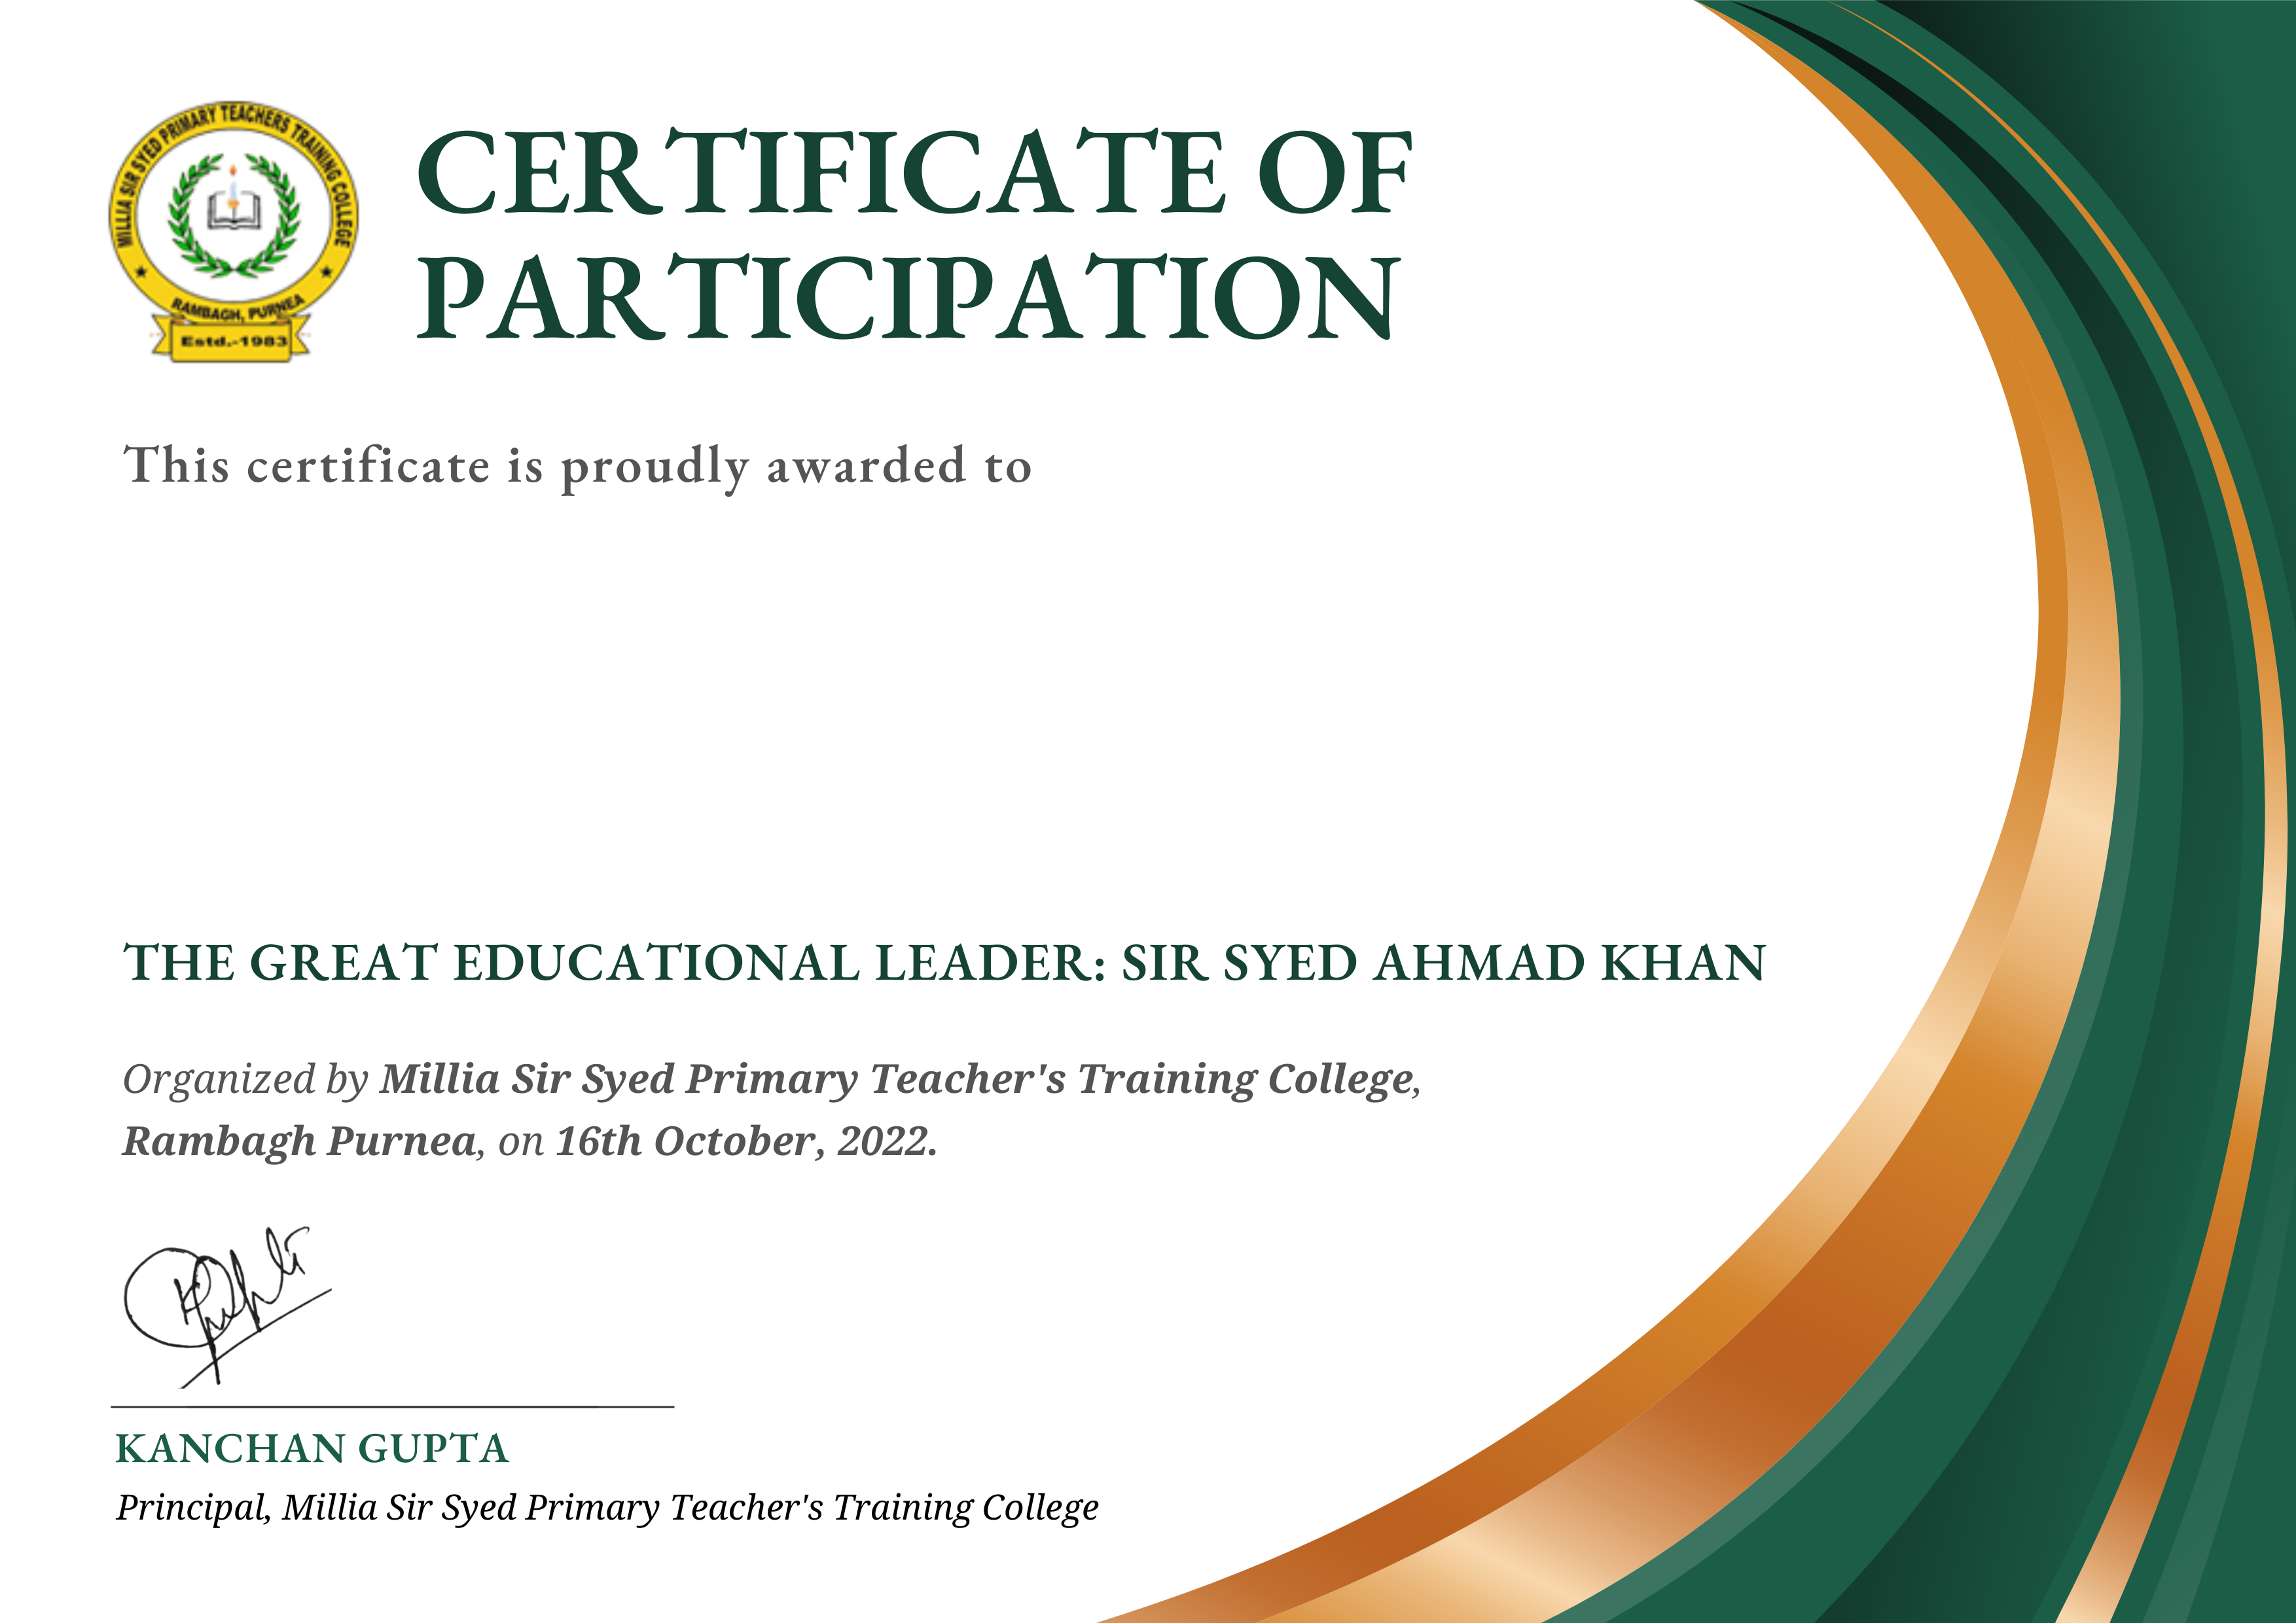 MILLIA SIR SYED PRIMARY TEACHERS TRAINING COLLEGE
RAMBAGH, PURNEA
Estd.-1983
CERTIFICATE OF
PARTICIPATION
This certificate is proudly awarded to
THE GREAT EDUCATIONAL LEADER: SIR SYED AHMAD KHAN
Organized by Millia Sir Syed Primary Teacher's Training College,
Rambagh Purnea, on 16th October, 2022.
KANCHAN GUPTA
Principal, Millia Sir Syed Primary Teacher's Training College